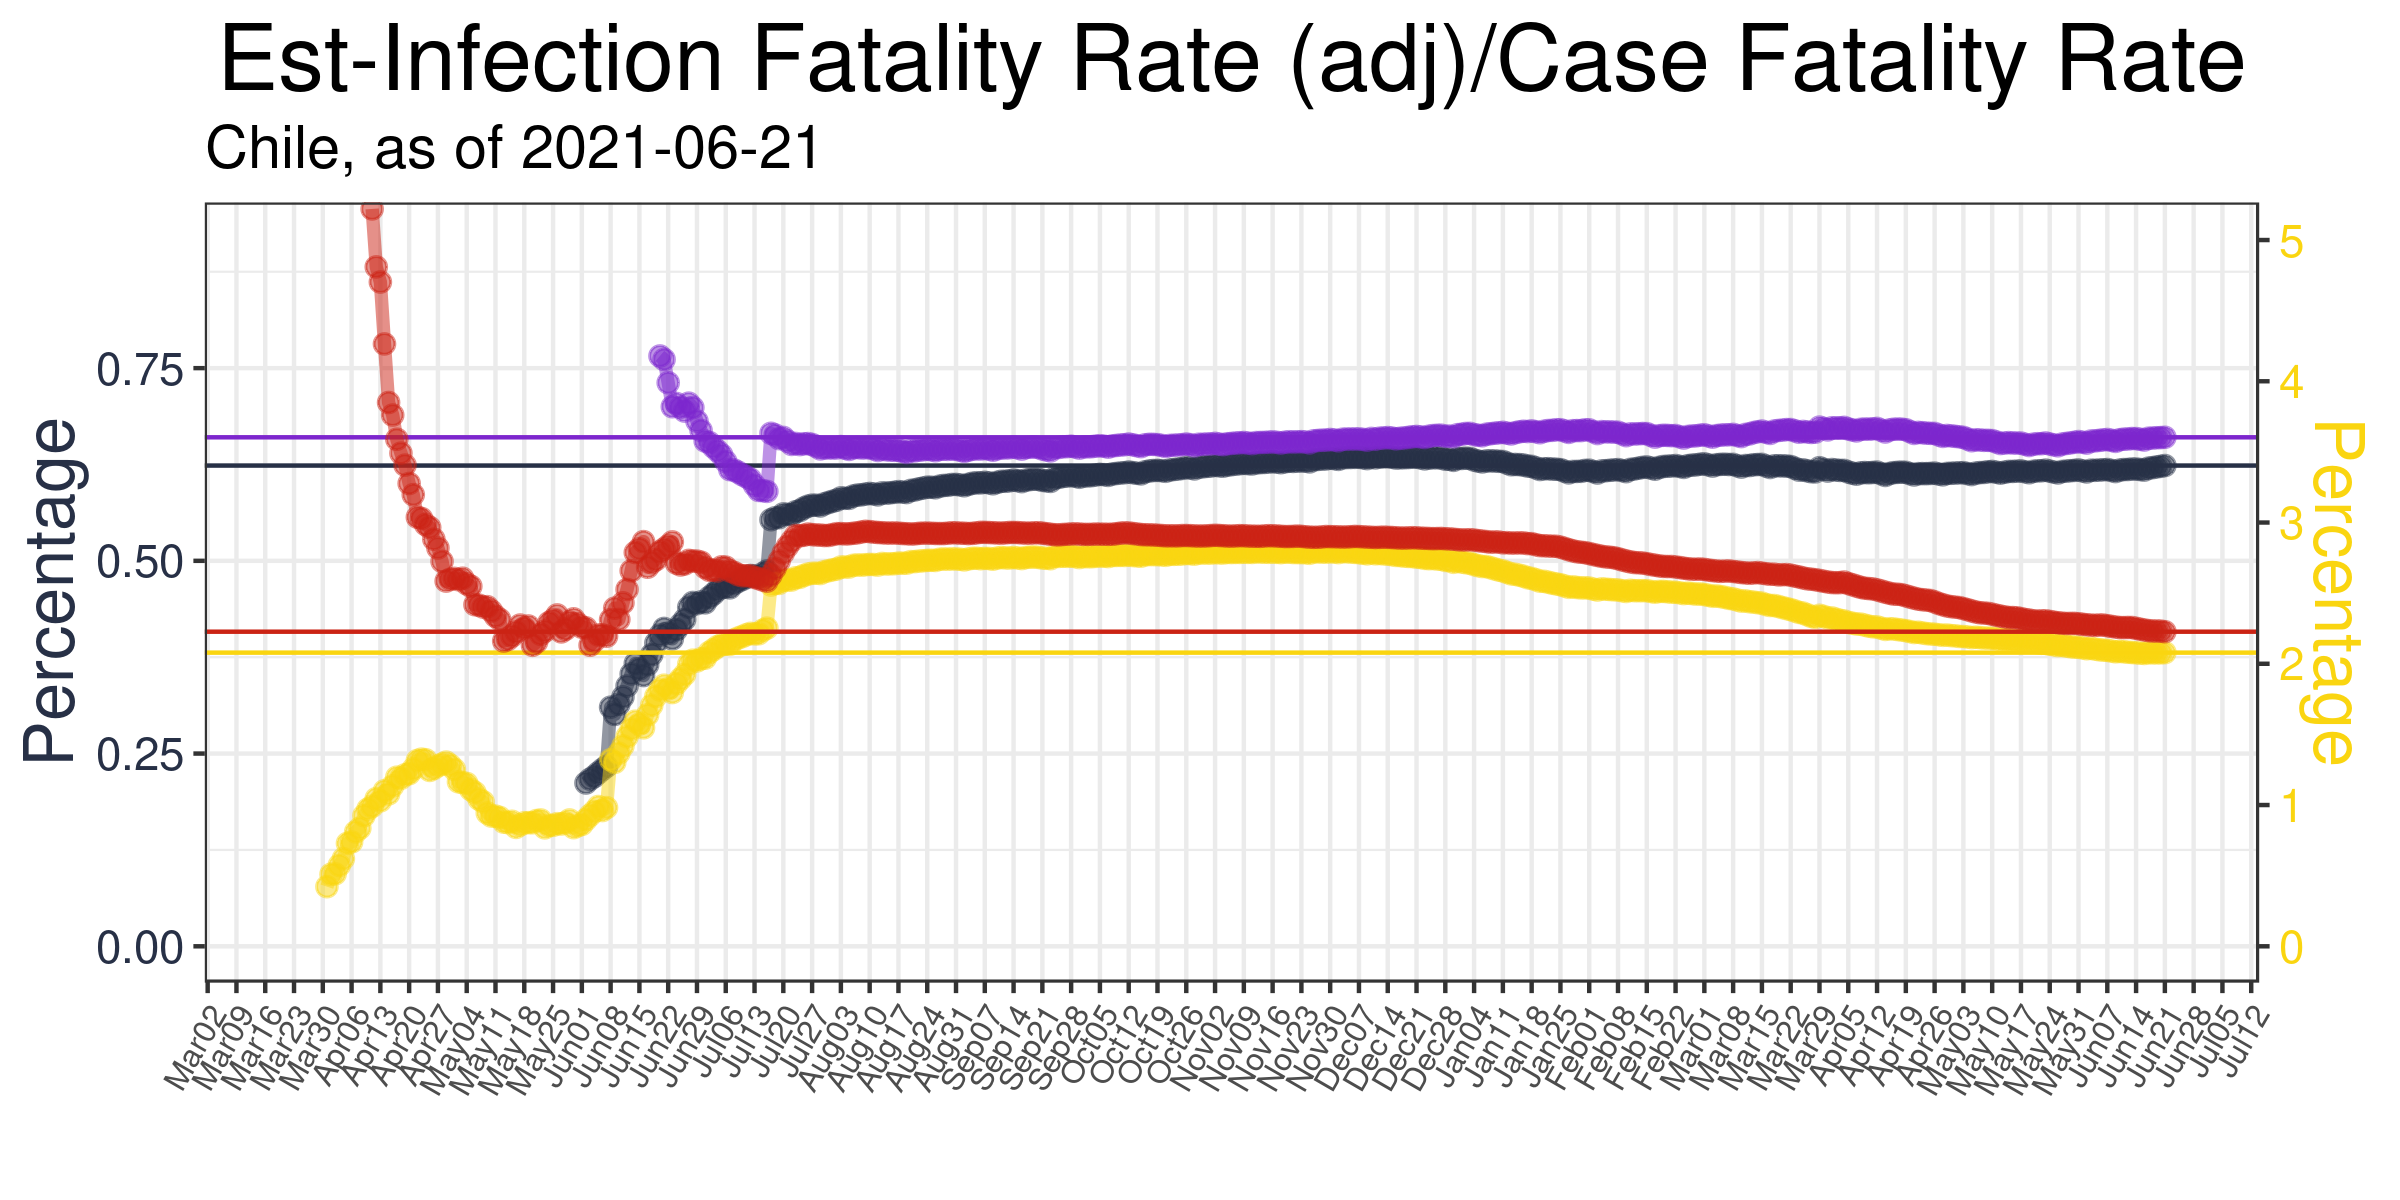 Est-Infection Fatality Rate (adj)/Case Fatality Rate
Chile, as of 2021-06-21
Percentage
0.75
0.50
0.25
0.00
5
4
3
2
1
0
Percentage
Mar02
Mar09
Mar16
Mar23
Mar30
Apr06
Apr13
Apr20
Apr27
May04
May11
May18
May25
Jun01
Jun08
Jun15
Jun22
Jun29
Jul06
Jul13
Jul20
Jul27
Aug03
Aug10
Aug17
Aug24
Aug31
Sep07
Sep14
Sep21
Sep28
Oct05
Oct12
Oct19
Oct26
Nov02
Nov09
Nov16
Nov23
Nov30
Dec07
Dec14
Dec21
Dec28
Jan04
Jan11
Jan18
Jan25
Feb01
Feb08
Feb15
Feb22
Mar01
Mar08
Mar15
Mar22
Mar29
Apr05
Apr12
Apr19
Apr26
May03
May10
May17
May24
May31
Jun07
Jun14
Jun21
Jun28
Jul05
Jul12